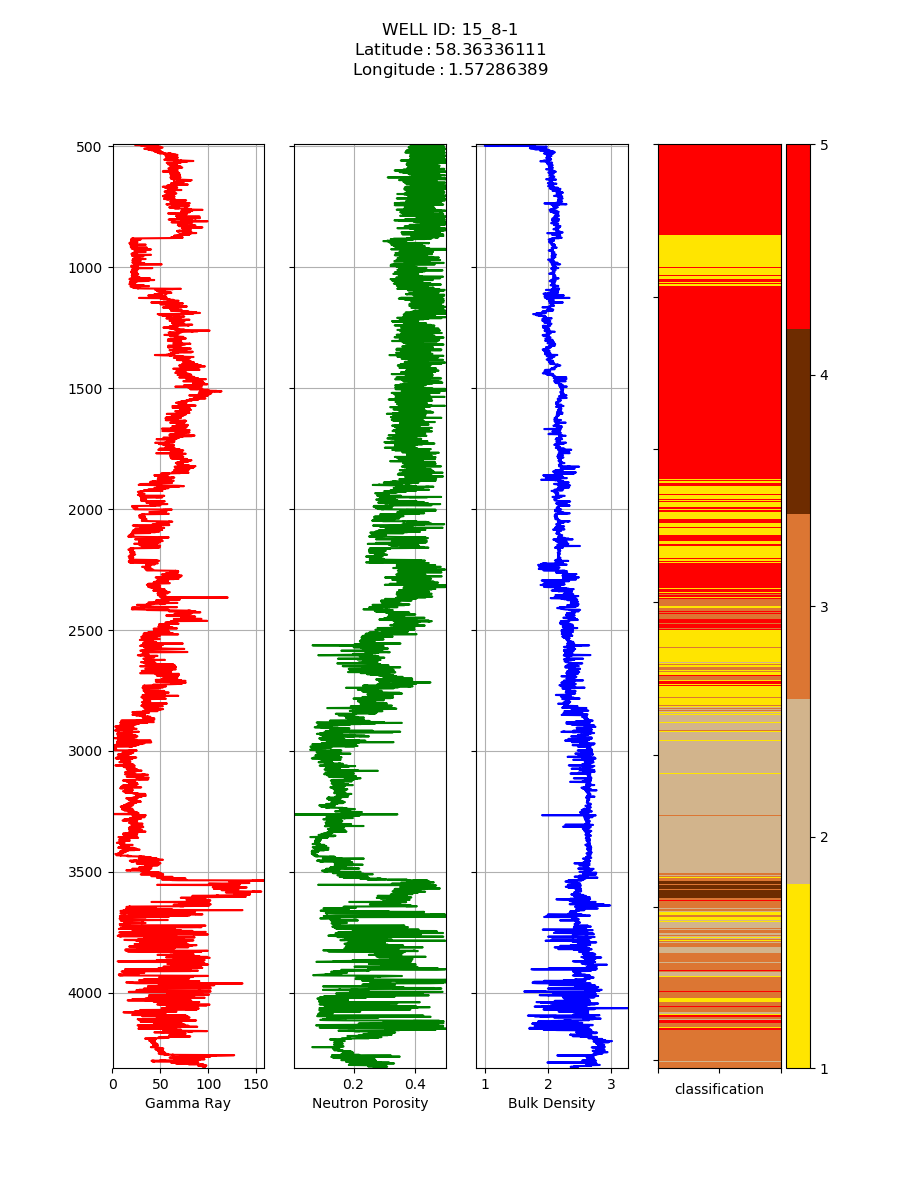 WELL ID: 15_8-1
Latitude : 58.36336111
Longitude : 1.57286389
500
1000
1500
2000
2500
3000
3500
4000
0 50 100 150
Gamma Ray
0.2 0.4
Neutron Porosity
1 2 3
Bulk Density
classification
5
4
3
2
1